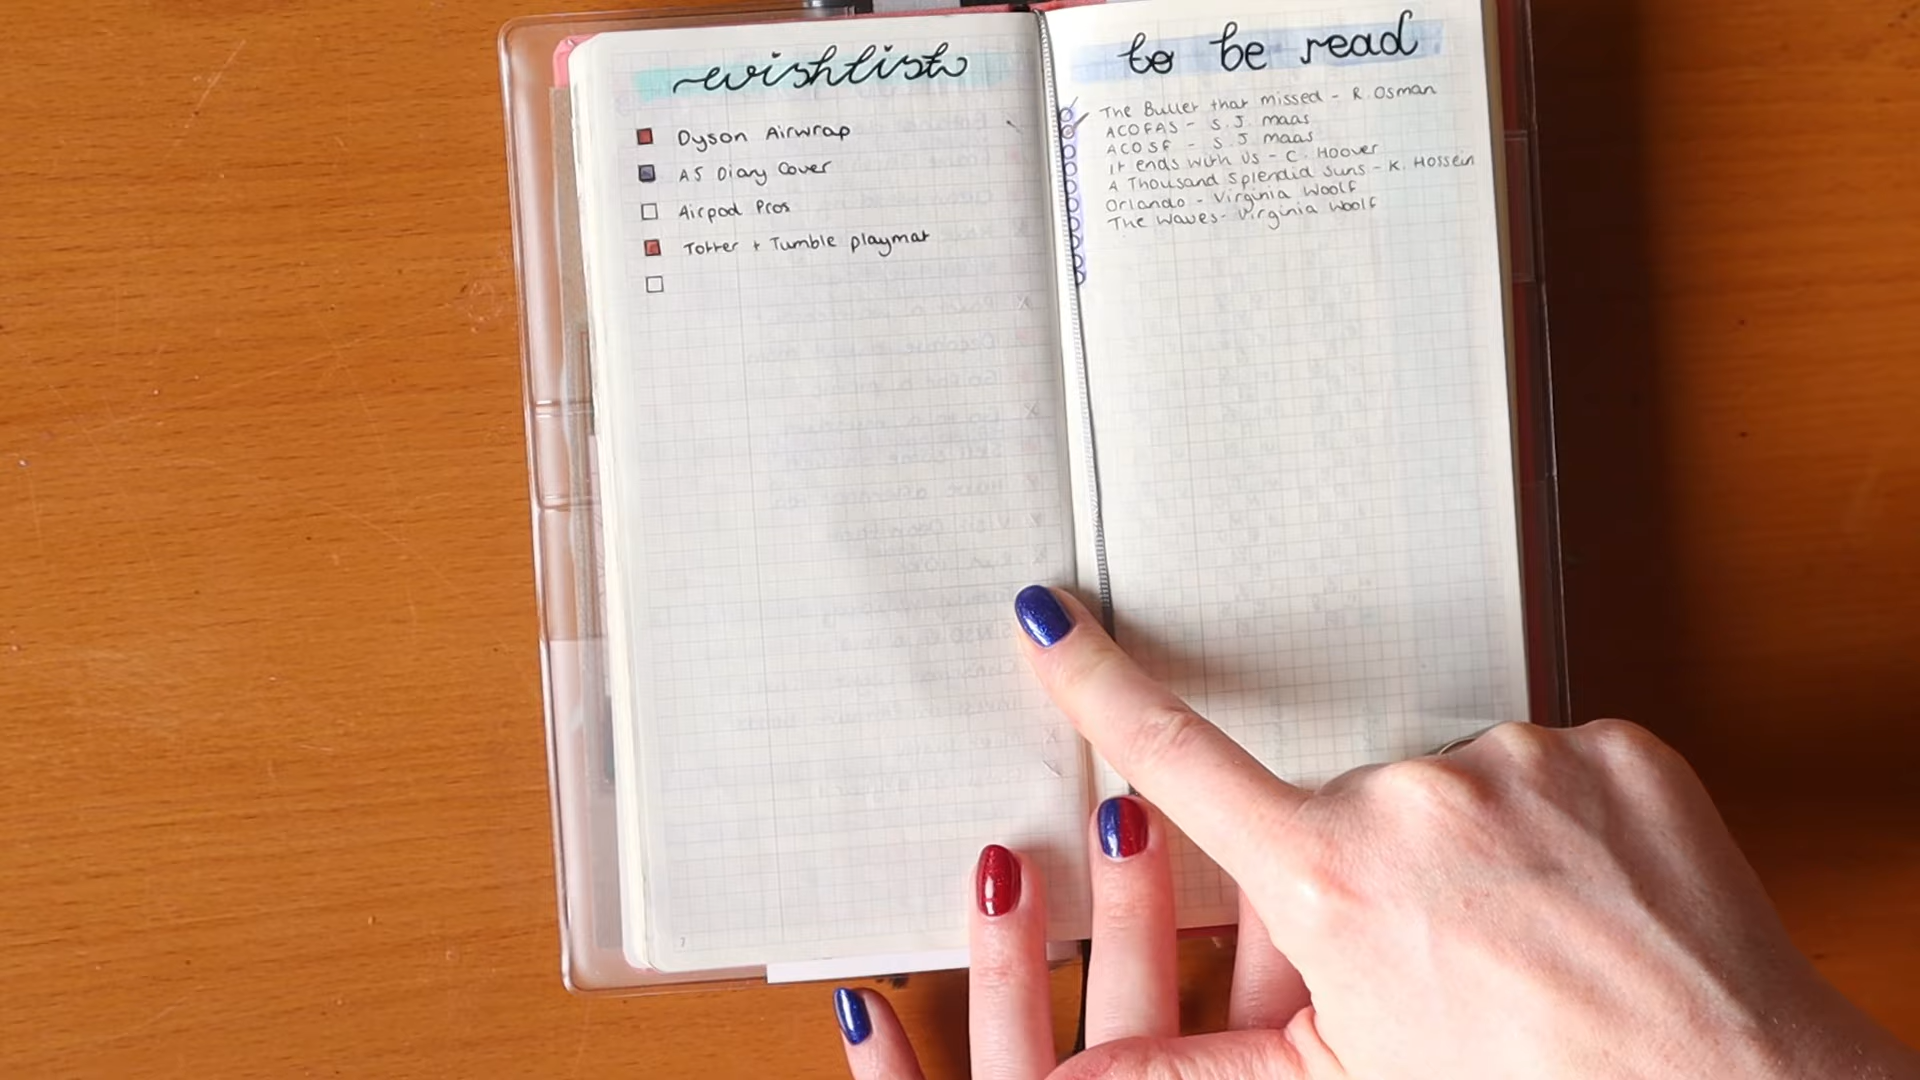 wishlist
Dyson Airwrap
A5 Diary Cover
Airpod Pros
Totter + Tumble playmat
7
to be read
The Bullet that missed - R. Osman
ACOFAS - S. J. maas
ACOSF - S. J maas
It ends with us - C. Hoover
A Thousand splendid suns - K. Hossein
Orlando - Virginia Woolf
The Waves - Virginia Woolf